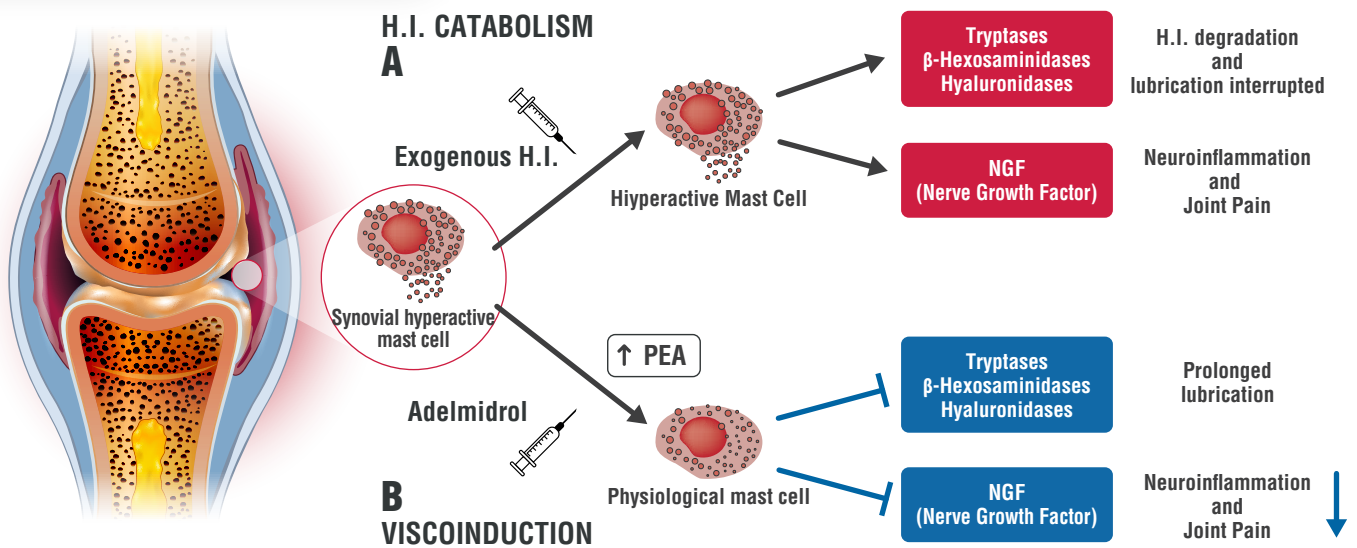 H.I. CATABOLISM
A
Exogenous H.I.
Synovial hyperactive
mast cell
Hiyperactive Mast Cell
Tryptases
β-Hexosaminidases
Hyaluronidases
H.I. degradation
and
lubrication interrupted
NGF
(Nerve Growth Factor)
Neuroinflammation
and
Joint Pain
↑ PEA
Adelmidrol
Physiological mast cell
Tryptases
β-Hexosaminidases
Hyaluronidases
Prolonged
lubrication
NGF
(Nerve Growth Factor)
Neuroinflammation
and
Joint Pain
B
VISCOINDUCTION